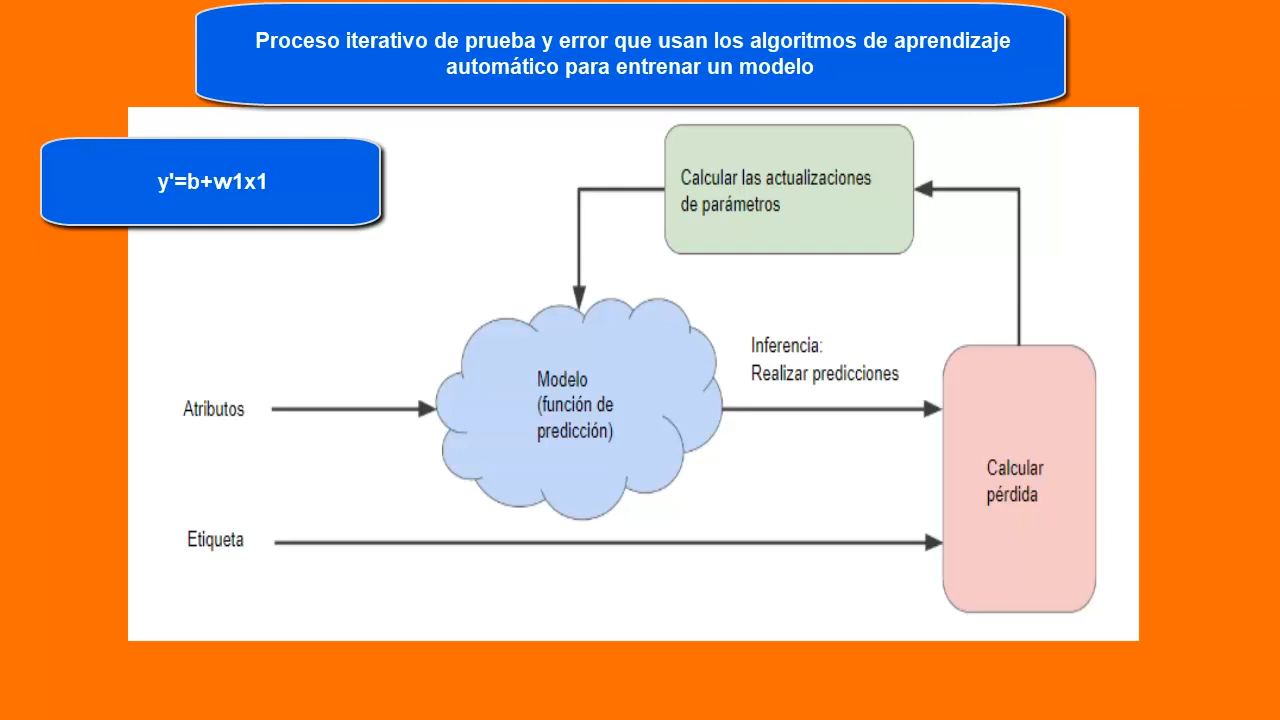 Proceso iterativo de prueba y error que usan los algoritmos de aprendizaje
automático para entrenar un modelo
y'=b+w1x1
Calcular las actualizaciones
de parámetros
Inferencia:
Realizar predicciones
Modelo
(función de
predicción)
Atributos
Calcular
pérdida
Etiqueta